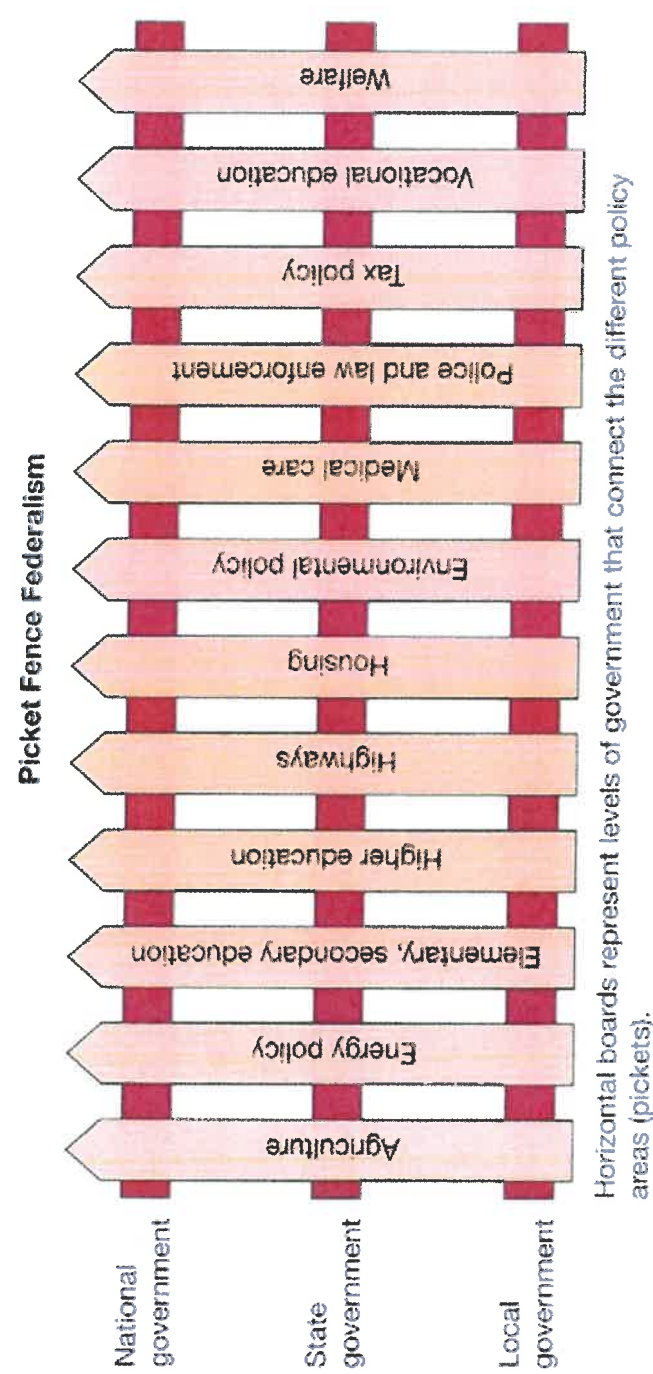 Picket Fence Federalism
National
government
State
government
Local
government
Agriculture
Energy policy
Elementary, secondary education
Higher education
Highways
Housing
Environmental policy
Medical care
Police and law enforcement
Tax policy
Vocational education
Welfare
Horizontal boards represent levels of government that connect the different policy
areas (pickets).